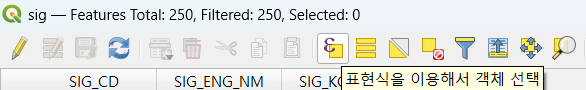 sig — Features Total: 250, Filtered: 250, Selected: 0
SIG_CD SIG_ENG_NM SIG_KO
표현식을 이용해서 객체 선택